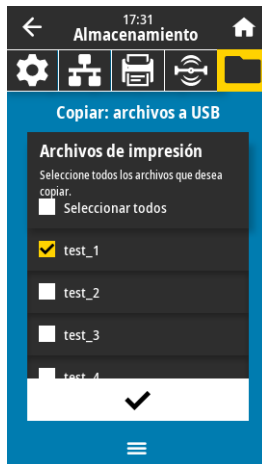 17:31
Almacenamiento
Copiar: archivos a USB
Archivos de impresión
Seleccione todos los archivos que desea
copiar.
Seleccionar todos
test_1
test_2
test_3
test_4